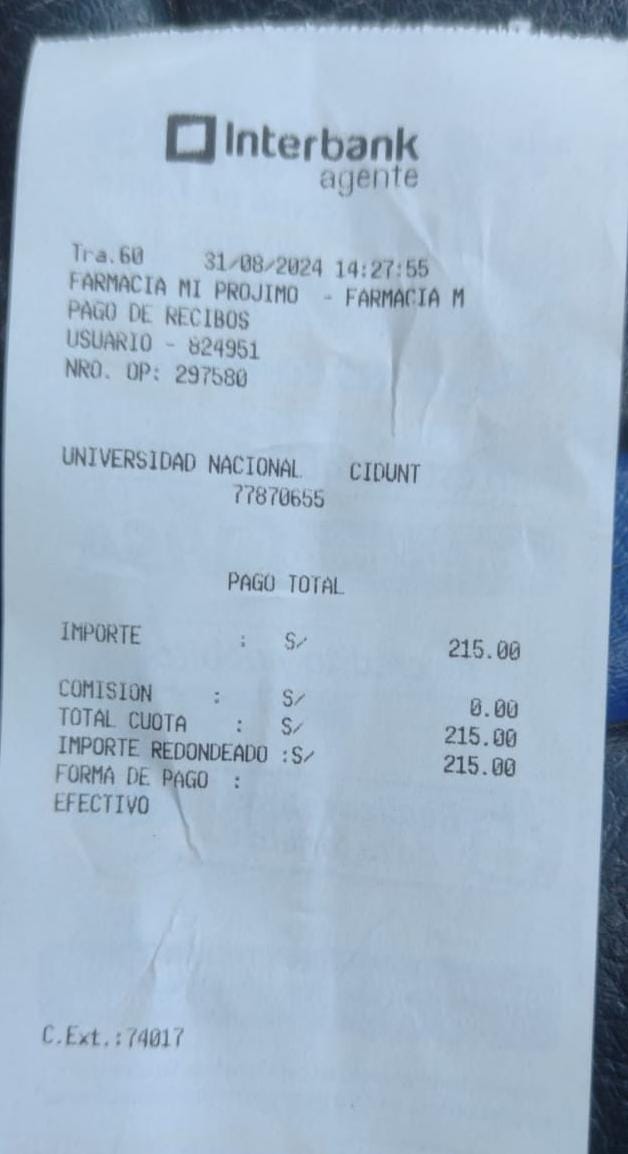 Interbank
agente
Tra.60 31/08/2024 14:27:55
FARMACIA MI PROJIMO - FARMACIA M
PAGO DE RECIBOS
USUARIO - 824951
NRO. OP: 297580
UNIVERSIDAD NACIONAL CIDUNT
77870655
PAGO TOTAL
IMPORTE : S/ 215.00
COMISION : S/ 0.00
TOTAL CUOTA : S/ 215.00
IMPORTE REDONDEADO :S/ 215.00
FORMA DE PAGO :
EFECTIVO
C.Ext.:74017